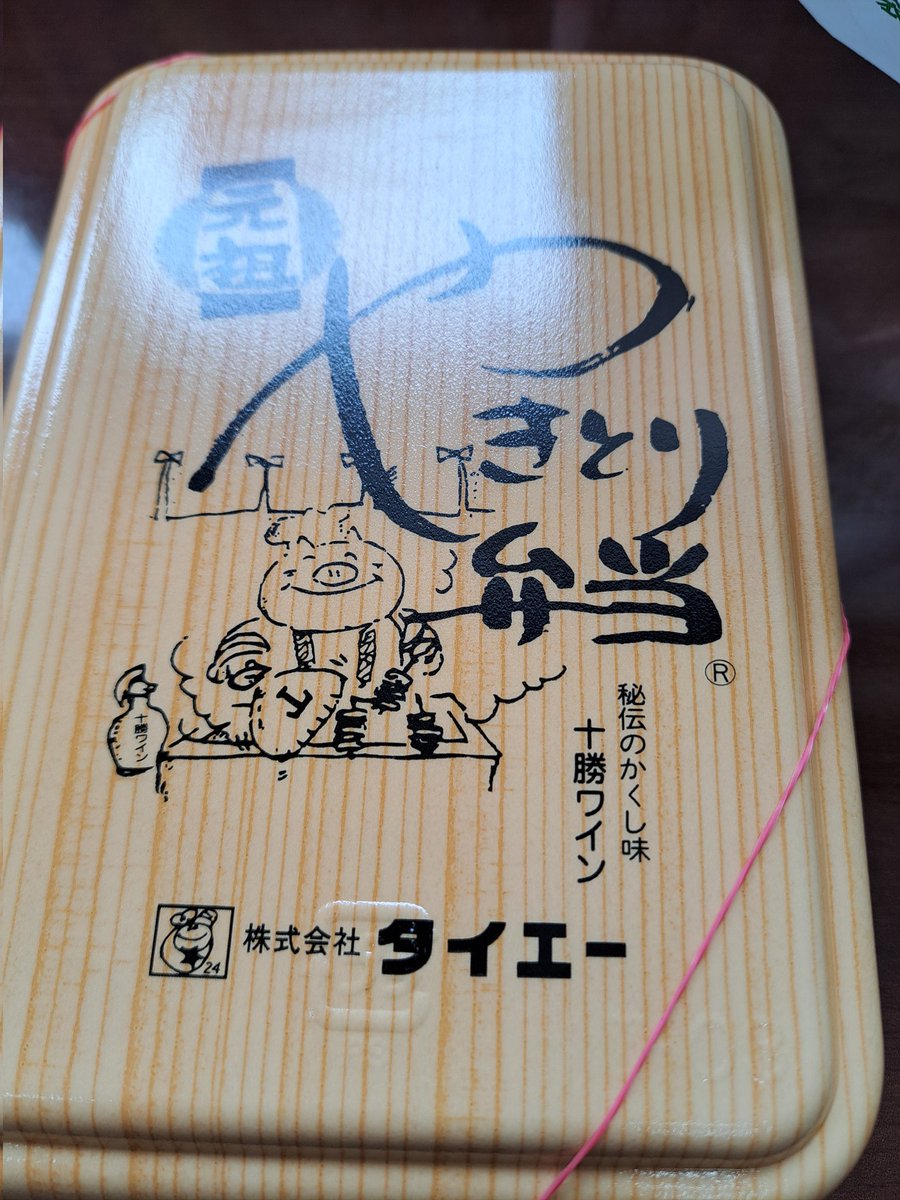 元祖
やきとり
弁当
®
秘伝のかくし味
十勝ワイン
十勝ワイン
24
株式会社 タイエー